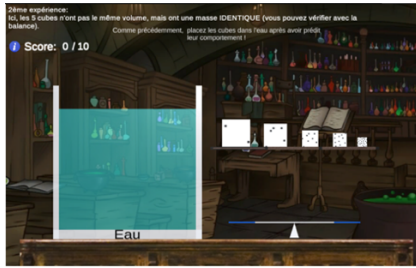 2ème expérience:
Ici, les 5 cubes n'ont pas le même volume, mais ont une masse IDENTIQUE (vous pouvez vérifier avec la
balance).
Comme précedemment, placez les cubes dans l'eau après avoir prédit
leur comportement !
i Score: 0 / 10
Eau